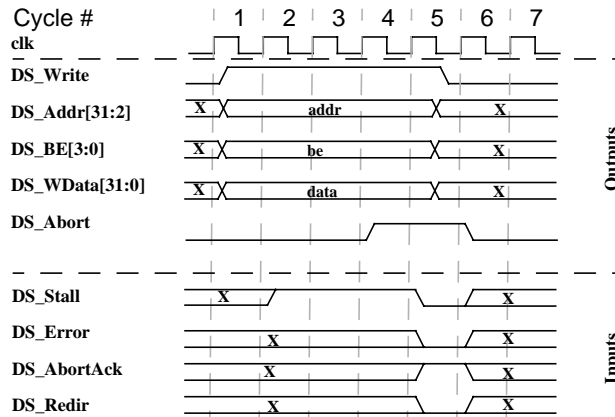 Cycle # 1 2 3 4 5 6 7
clk
DS_Write
DS_Addr[31:2] X addr X
DS_BE[3:0] X be X
DS_WData[31:0] X data X
DS_Abort
Outputs
DS_Stall X X
DS_Error X X
DS_AbortAck X X
DS_Redir X X
Inputs